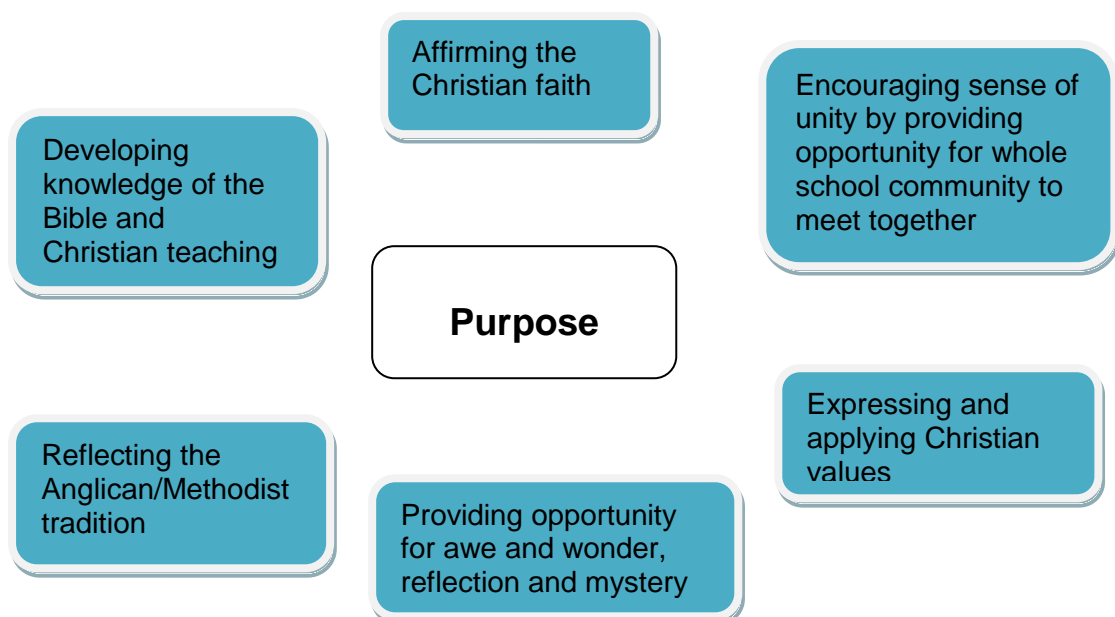 Affirming the
Christian faith
Encouraging sense of
unity by providing
opportunity for whole
school community to
meet together
Developing
knowledge of the
Bible and
Christian teaching
Purpose
Expressing and
applying Christian
values
Reflecting the
Anglican/Methodist
tradition
Providing opportunity
for awe and wonder,
reflection and mystery